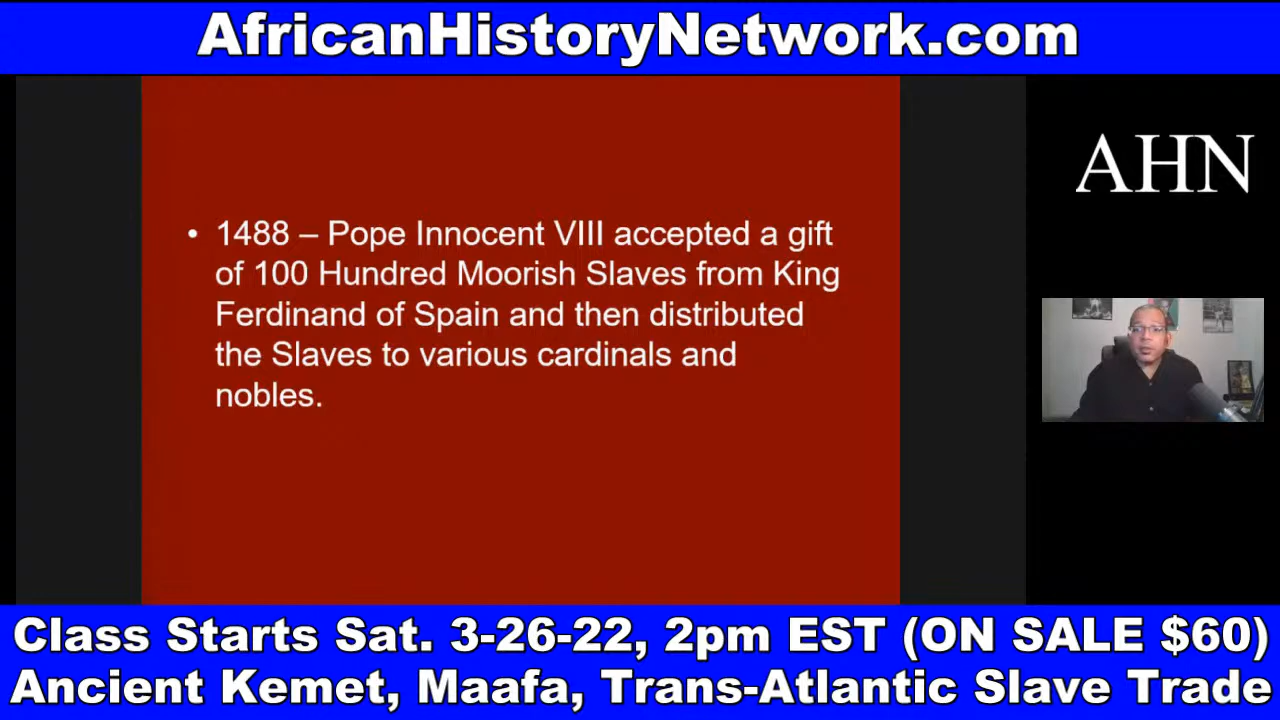 AfricanHistoryNetwork.com
AHN
• 1488 – Pope Innocent VIII accepted a gift
of 100 Hundred Moorish Slaves from King
Ferdinand of Spain and then distributed
the Slaves to various cardinals and
nobles.
Class Starts Sat. 3-26-22, 2pm EST (ON SALE $60)
Ancient Kemet, Maafa, Trans-Atlantic Slave Trade